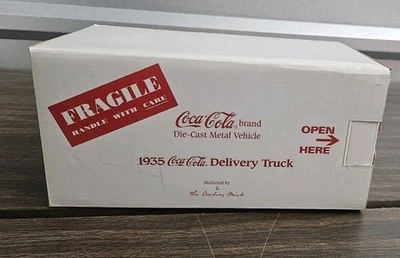 FRAGILE
HANDLE WITH CARE
Coca-Cola brand
Die-Cast Metal Vehicle
OPEN
HERE
1935 Coca-Cola Delivery Truck
Marketed by
&
the Danbury Mint